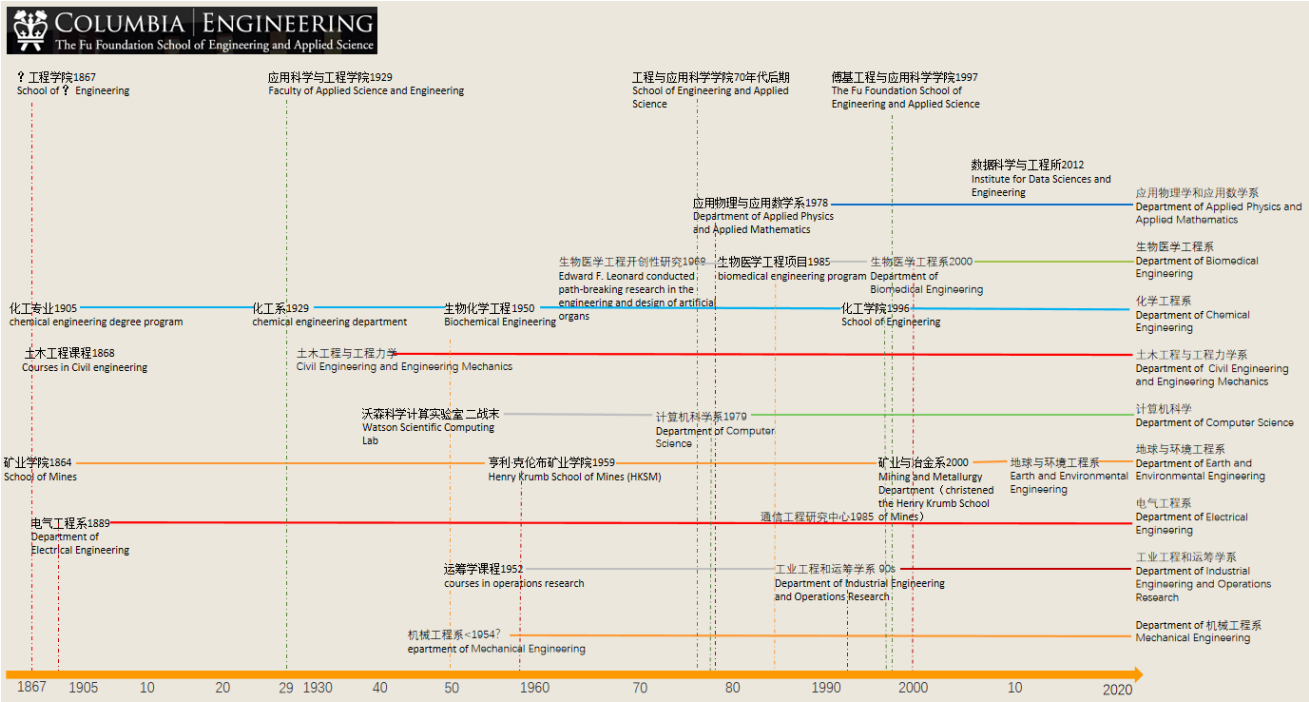 COLUMBIA | ENGINEERING
The Fu Foundation School of Engineering and Applied Science
？工程学院1867
School of ？ Engineering
应用科学与工程学院1929
Faculty of Applied Science and Engineering
工程与应用科学学院70年代后期
School of Engineering and Applied
Science
傅基工程与应用科学学院1997
The Fu Foundation School of
Engineering and Applied Science
数据科学与工程所2012
Institute for Data Sciences and
Engineering
应用物理与应用数学系1978
Department of Applied Physics
and Applied Mathematics
应用物理学和应用数学系
Department of Applied Physics and
Applied Mathematics
生物医学工程开创性研究1968
Edward F. Leonard conducted
path-breaking research in the
engineering and design of artificial
organs
生物医学工程项目1985
biomedical engineering program
生物医学工程系2000
Department of
Biomedical Engineering
生物医学工程系
Department of Biomedical
Engineering
化工专业1905
chemical engineering degree program
化工系1929
chemical engineering department
生物化学工程1950
Biochemical Engineering
化工学院1996
School of Engineering
化学工程系
Department of Chemical
Engineering
土木工程课程1868
Courses in Civil engineering
土木工程与工程力学
Civil Engineering and Engineering Mechanics
土木工程与工程力学系
Department of Civil Engineering
and Engineering Mechanics
沃森科学计算实验室 二战末
Watson Scientific Computing
Lab
计算机科学系1979
Department of Computer
Science
计算机科学
Department of Computer Science
矿业学院1864
School of Mines
亨利·克伦布矿业学院1959
Henry Krumb School of Mines (HKSM)
矿业与冶金系2000
Mining and Metallurgy
Department（christened
the Henry Krumb School
of Mines）
地球与环境工程系
Earth and Environmental
Engineering
地球与环境工程系
Department of Earth and
Environmental Engineering
电气工程系1889
Department of
Electrical Engineering
通信工程研究中心1985
电气工程系
Department of Electrical
Engineering
运筹学课程1952
courses in operations research
工业工程和运筹学系 90s
Department of Industrial Engineering
and Operations Research
工业工程和运筹学系
Department of Industrial
Engineering and Operations
Research
机械工程系<1954？
epartment of Mechanical Engineering
Department of 机械工程系
Mechanical Engineering
1867 1905 10 20 29 1930 40 50 1960 70 80 1990 2000 10 2020